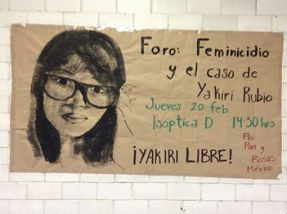 Foro: Feminicidio
y el caso de
Yakiri Rubio
Jueves 20 feb
Isoptica D 14:30 hrs
¡YAKIRI LIBRE!
Fb:
Pan y
Rosas
México